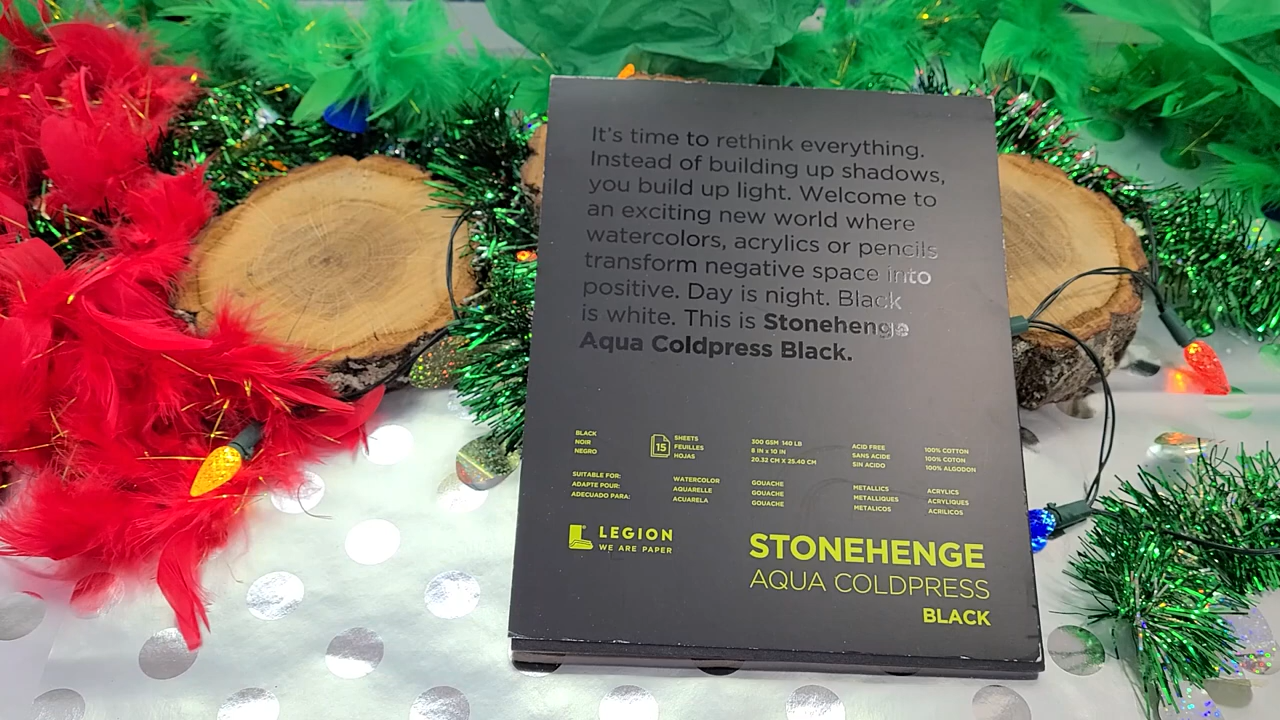 It's time to rethink everything.
Instead of building up shadows,
you build up light. Welcome to
an exciting new world where
watercolors, acrylics or pencils
transform negative space into
positive. Day is night. Black
is white. This is Stonehenge
Aqua Coldpress Black.
BLACK
NOIR
NEGRO
15
SHEETS
FEUILLES
HOJAS
300 GSM 140 LB
8 IN x 10 IN
20.32 CM X 25.40 CM
ACID FREE
SANS ACIDE
SIN ACIDO
100% COTTON
100% COTON
100% ALGODON
SUITABLE FOR:
ADAPTE POUR:
ADECUADO PARA:
WATERCOLOR
AQUARELLE
ACUARELA
GOUACHE
GOUACHE
GOUACHE
METALLICS
METALLIQUES
METALICOS
ACRYLICS
ACRYLIQUES
ACRILICOS
LEGION
WE ARE PAPER
STONEHENGE
AQUA COLDPRESS
BLACK